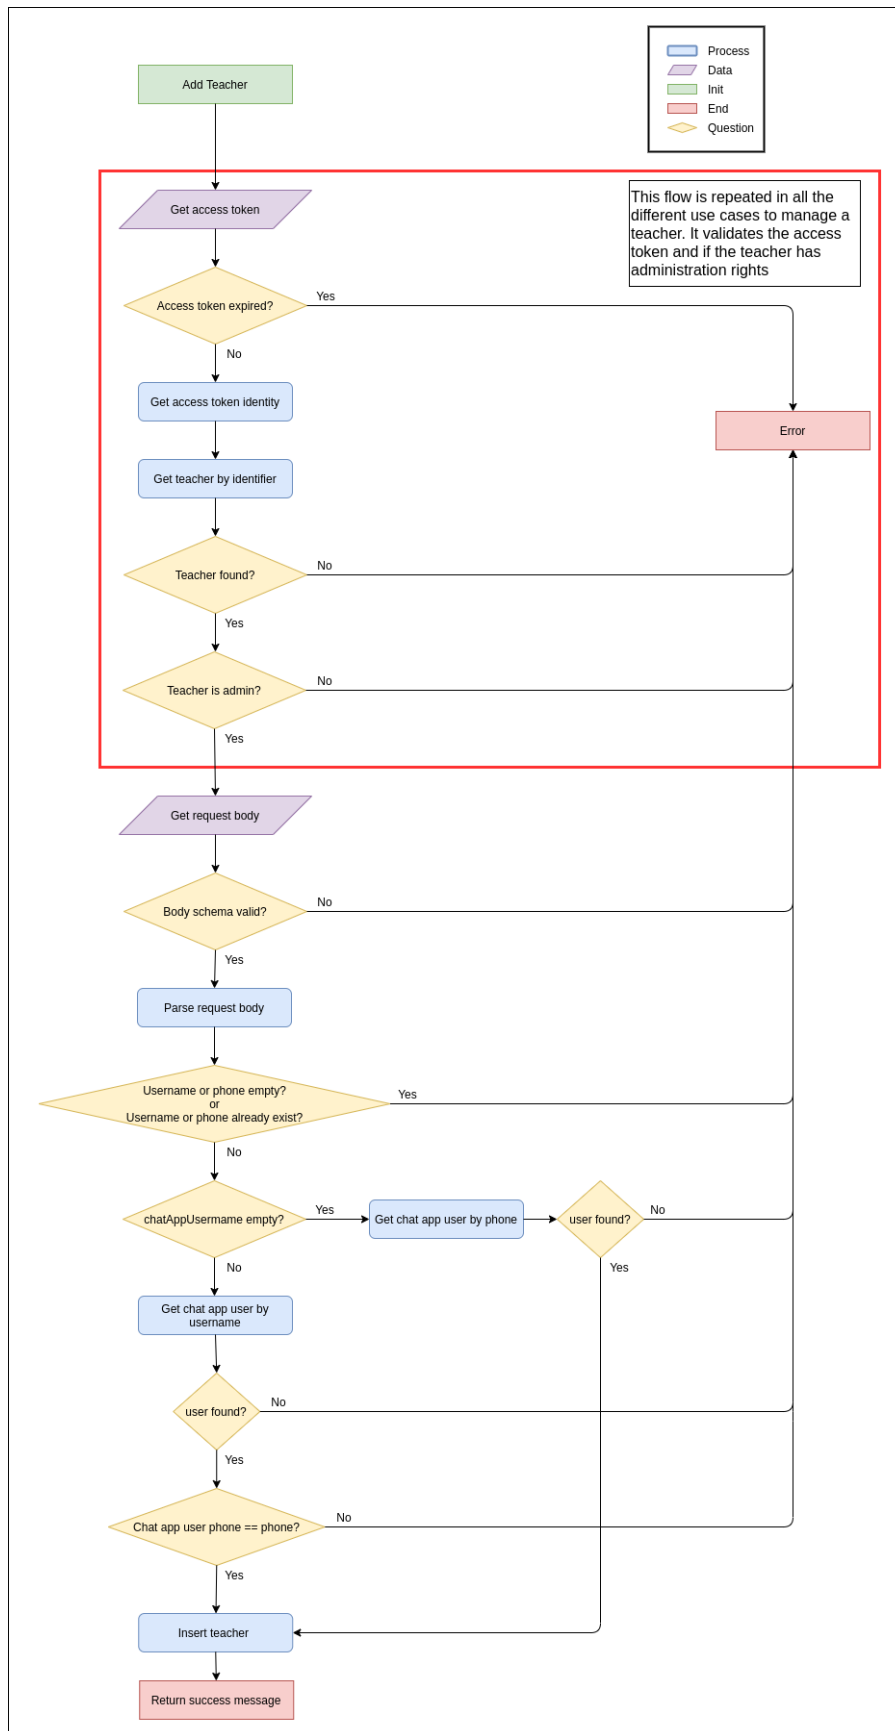 Process
Data
Init
End
Question
Add Teacher
This flow is repeated in all the
different use cases to manage a
teacher. It validates the access
token and if the teacher has
administration rights
Get access token
Access token expired?
Yes
No
Get access token identity
Error
Get teacher by identifier
Teacher found?
No
Yes
Teacher is admin?
No
Yes
Get request body
Body schema valid?
No
Yes
Parse request body
Username or phone empty?
or
Username or phone already exist?
Yes
No
chatAppUsermame empty?
Yes
Get chat app user by phone
user found?
No
Yes
No
Get chat app user by
username
user found?
No
Yes
Chat app user phone == phone?
No
Yes
Insert teacher
Return success message